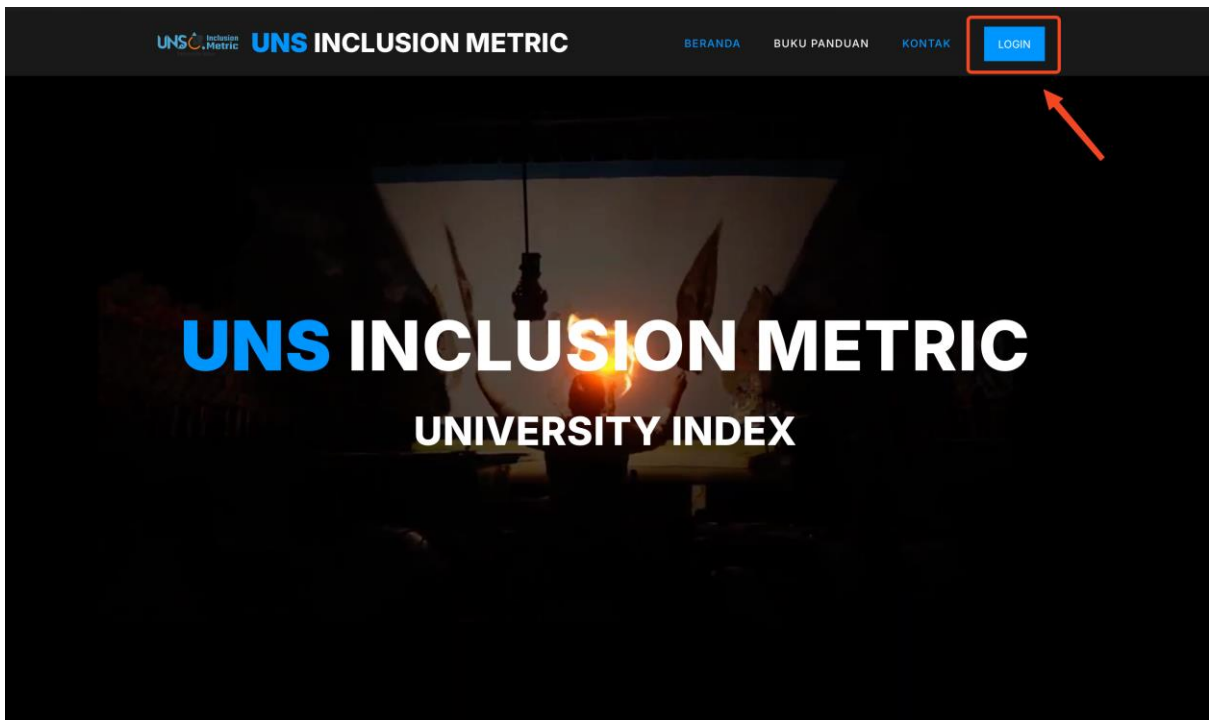 UNS Inclusion Metric UNS INCLUSION METRIC BERANDA BUKU PANDUAN KONTAK LOGIN
UNS INCLUSION METRIC
UNIVERSITY INDEX